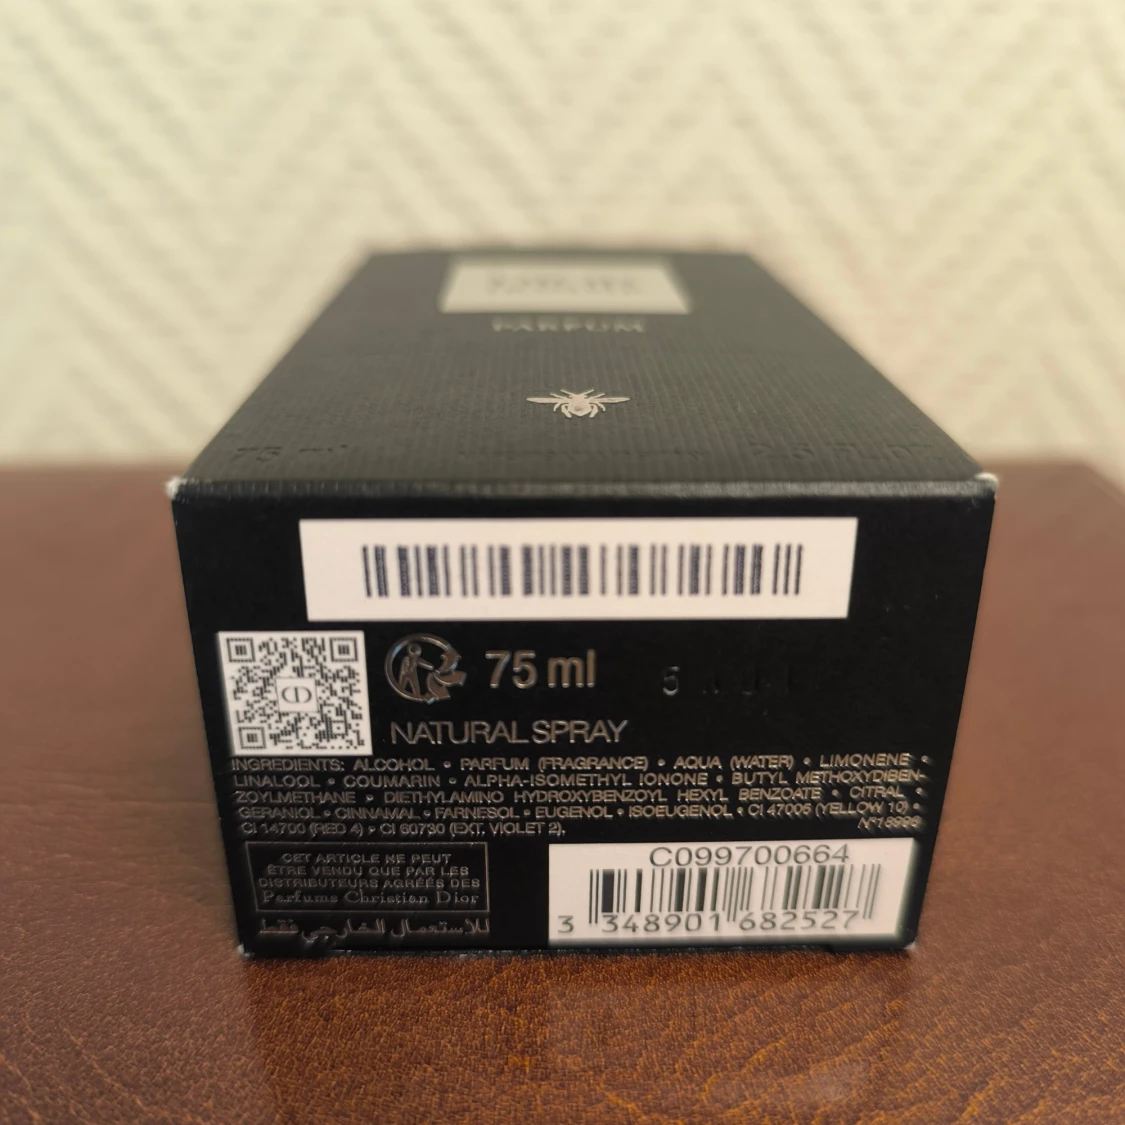 PARFUM
75 ml
NATURAL SPRAY
INGREDIENTS: ALCOHOL • PARFUM (FRAGRANCE) • AQUA (WATER) • LIMONENE •
LINALOOL • COUMARIN • ALPHA-ISOMETHYL IONONE • BUTYL METHOXYDIBEN-
ZOYLMETHANE • DIETHYLAMINO HYDROXYBENZOYL HEXYL BENZOATE • CITRAL •
GERANIOL • CINNAMAL • FARNESOL • EUGENOL • ISOEUGENOL • CI 47005 (YELLOW 10) •
CI 14700 (RED 4) • CI 60730 (EXT. VIOLET 2).
CET ARTICLE NE PEUT
ÊTRE VENDU QUE PAR LES
DISTRIBUTEURS AGRÉÉS DES
Parfums Christian Dior
للاستعمال الخارجي فقط
C099700664
3 348901 682527